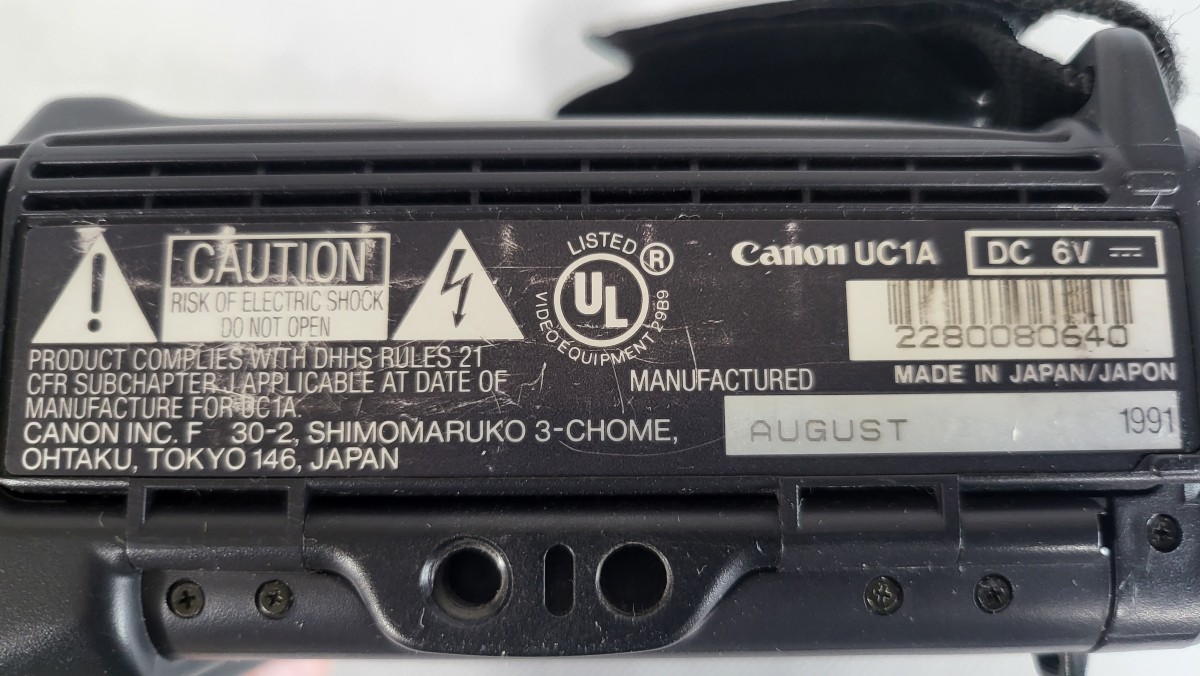 CAUTION
RISK OF ELECTRIC SHOCK
DO NOT OPEN
PRODUCT COMPLIES WITH DHHS RULES 21
CFR SUBCHAPTER J APPLICABLE AT DATE OF
MANUFACTURE FOR UC1A.
CANON INC. F 30-2, SHIMOMARUKO 3-CHOME,
OHTAKU, TOKYO 146, JAPAN
LISTED ®
UL
VIDEO EQUIPMENT 29B9
Canon UC1A
DC 6V ⎓
2280080640
MADE IN JAPAN/JAPON
MANUFACTURED
AUGUST 1991